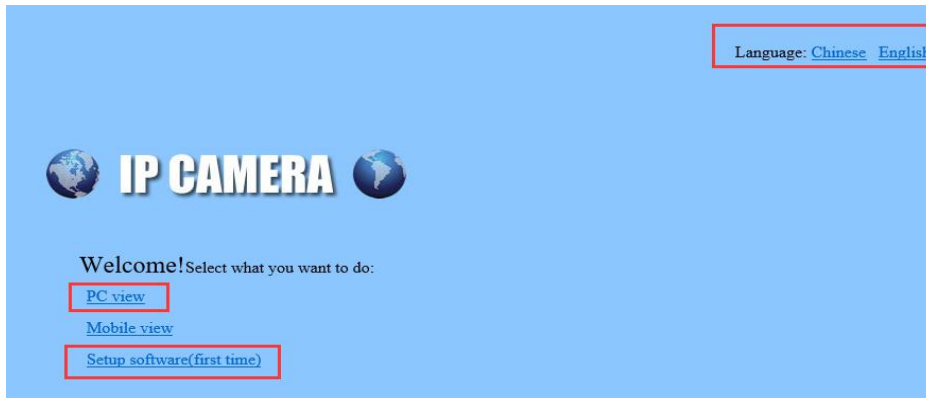 Language: Chinese English
IP CAMERA
Welcome!Select what you want to do:
PC view
Mobile view
Setup software(first time)